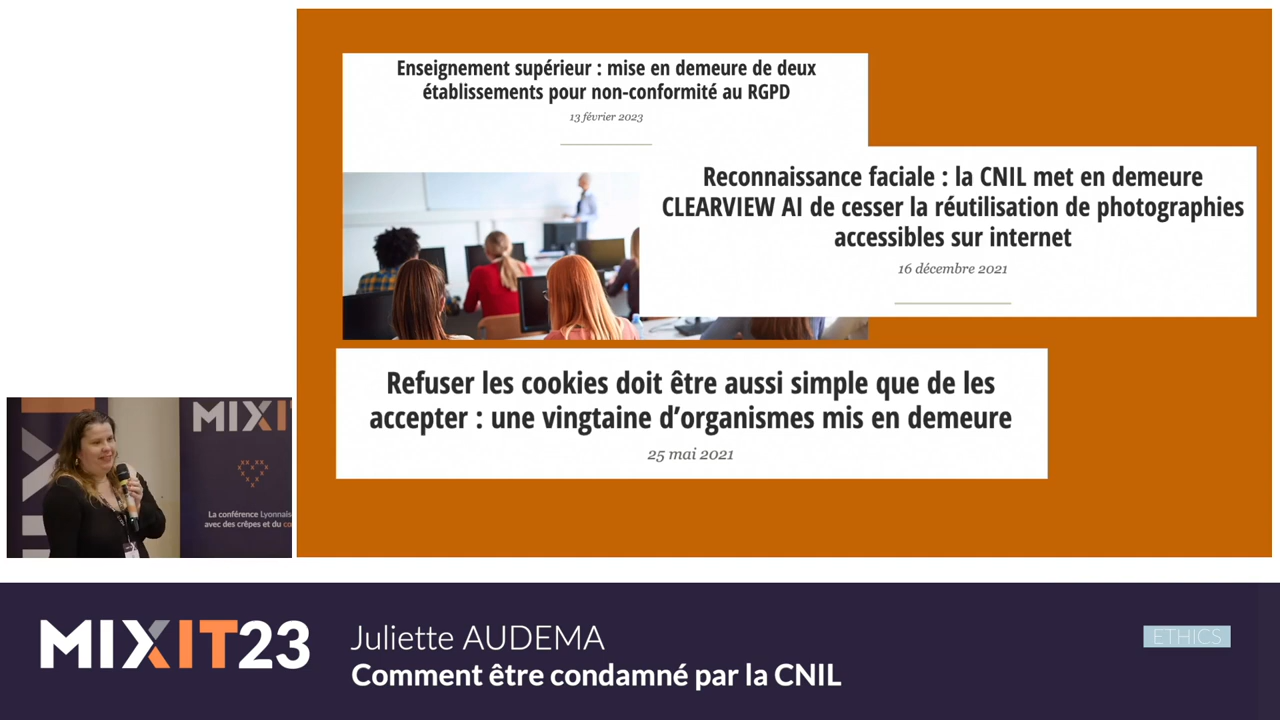 Enseignement supérieur : mise en demeure de deux
établissements pour non-conformité au RGPD
13 février 2023
Reconnaissance faciale : la CNIL met en demeure
CLEARVIEW AI de cesser la réutilisation de photographies
accessibles sur internet
16 décembre 2021
Refuser les cookies doit être aussi simple que de les
accepter : une vingtaine d'organismes mis en demeure
25 mai 2021
MIXIT
La conférence Lyonnais
avec des crêpes et du co
MIXIT23
Juliette AUDEMA
Comment être condamné par la CNIL
ETHICS